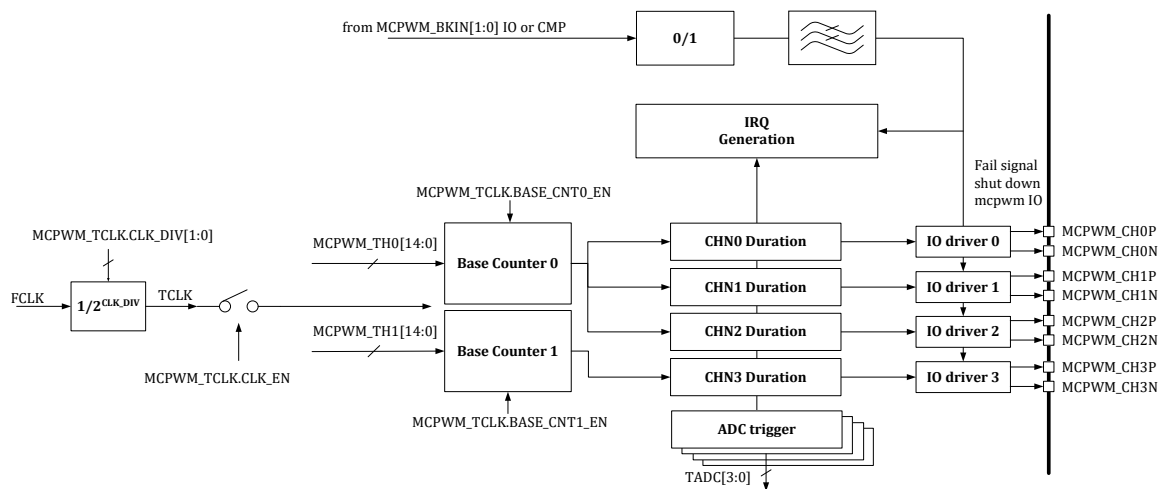 from MCPWM_BKIN[1:0] IO or CMP
0/1
IRQ
Generation
Fail signal
shut down
mcpwm IO
MCPWM_TCLK.BASE_CNT0_EN
MCPWM_TCLK.CLK_DIV[1:0]
MCPWM_TH0[14:0]
Base Counter 0
CHN0 Duration
IO driver 0
MCPWM_CH0P
MCPWM_CH0N
FCLK
1/2^CLK_DIV
TCLK
CHN1 Duration
IO driver 1
MCPWM_CH1P
MCPWM_CH1N
MCPWM_TH1[14:0]
Base Counter 1
CHN2 Duration
IO driver 2
MCPWM_CH2P
MCPWM_CH2N
MCPWM_TCLK.CLK_EN
CHN3 Duration
IO driver 3
MCPWM_CH3P
MCPWM_CH3N
MCPWM_TCLK.BASE_CNT1_EN
ADC trigger
TADC[3:0]